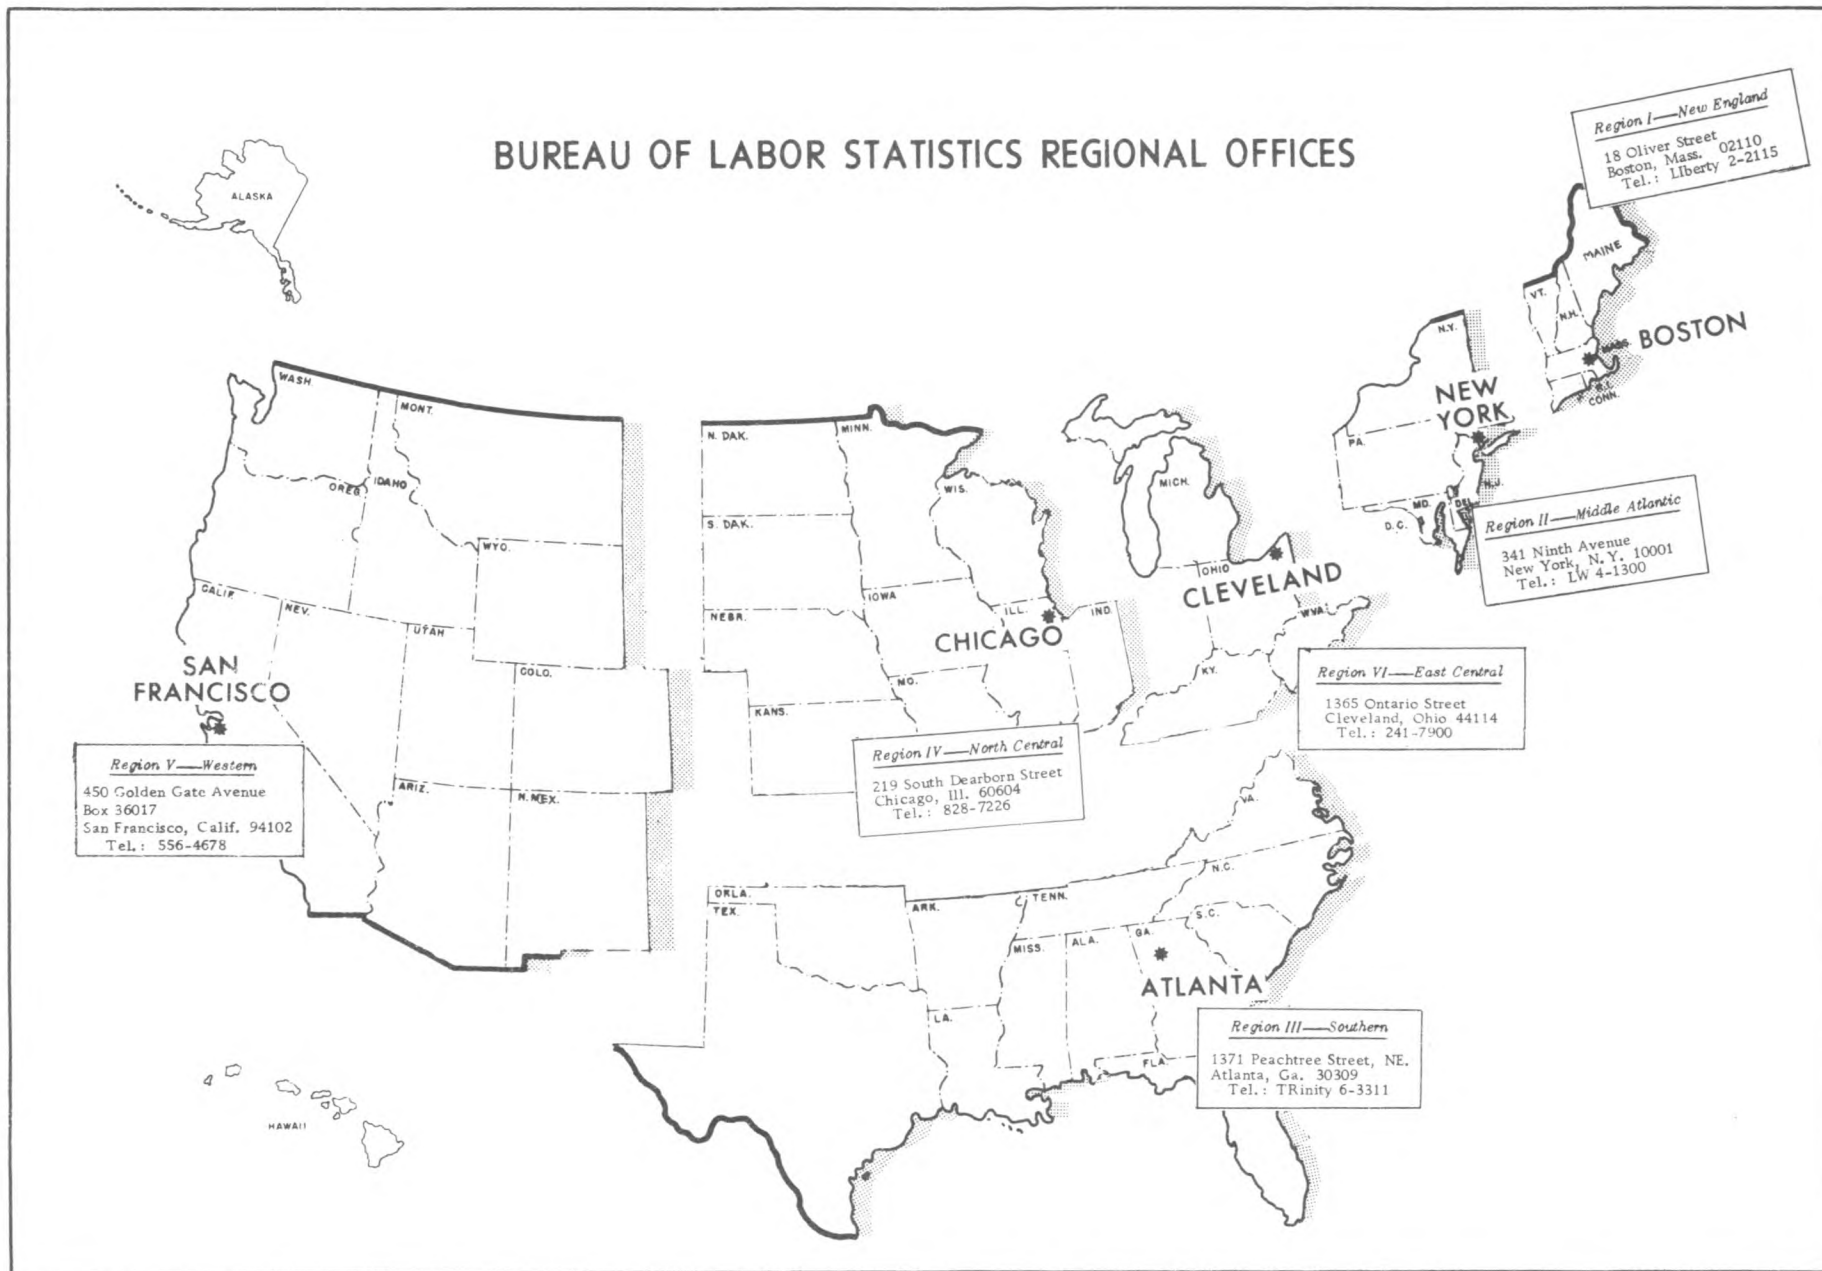 BUREAU OF LABOR STATISTICS REGIONAL OFFICES
Region I—New England
18 Oliver Street
Boston, Mass. 02110
Tel.: LIberty 2-2115
ALASKA
MAINE
VT.
N.H.
MASS.
BOSTON
R.I.
CONN.
N.Y.
NEW
YORK
PA.
N.J.
MD.
DEL.
D.C.
Region II—Middle Atlantic
341 Ninth Avenue
New York, N.Y. 10001
Tel.: LW 4-1300
WASH.
MONT.
OREG.
IDAHO
WYO.
CALIF.
NEV.
UTAH
COLO.
ARIZ.
N.MEX.
SAN
FRANCISCO
Region V—Western
450 Golden Gate Avenue
Box 36017
San Francisco, Calif. 94102
Tel.: 556-4678
N. DAK.
MINN.
S. DAK.
WIS.
IOWA
NEBR.
ILL.
IND.
CHICAGO
MO.
KANS.
Region IV—North Central
219 South Dearborn Street
Chicago, Ill. 60604
Tel.: 828-7226
MICH.
OHIO
CLEVELAND
W.VA.
KY.
Region VI—East Central
1365 Ontario Street
Cleveland, Ohio 44114
Tel.: 241-7900
VA.
N.C.
OKLA.
TEX.
ARK.
TENN.
S.C.
MISS.
ALA.
GA.
ATLANTA
LA.
FLA.
Region III—Southern
1371 Peachtree Street, NE.
Atlanta, Ga. 30309
Tel.: TRinity 6-3311
HAWAII